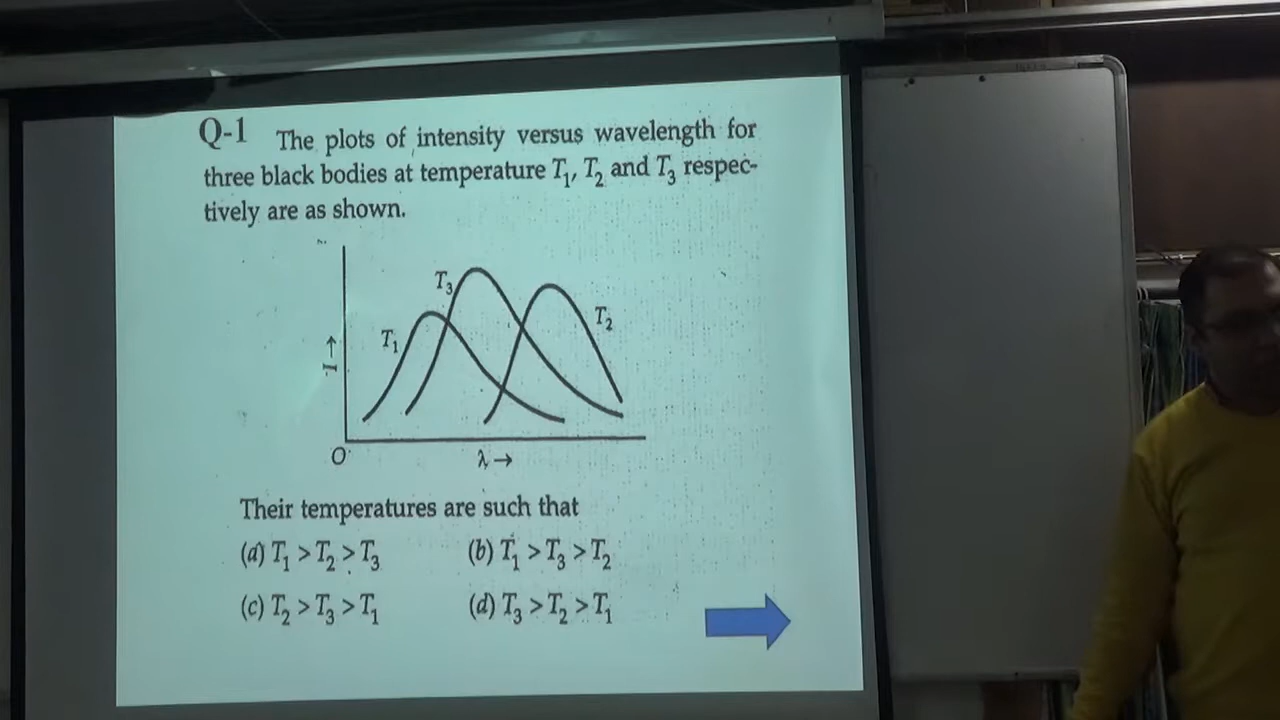 Q-1 The plots of intensity versus wavelength for
three black bodies at temperature T₁, T₂ and T₃ respec-
tively are as shown.
T₃
T₁
T₂
I→
O
λ→
Their temperatures are such that
(a) T₁ > T₂ > T₃
(b) T₁ > T₃ > T₂
(c) T₂ > T₃ > T₁
(d) T₃ > T₂ > T₁